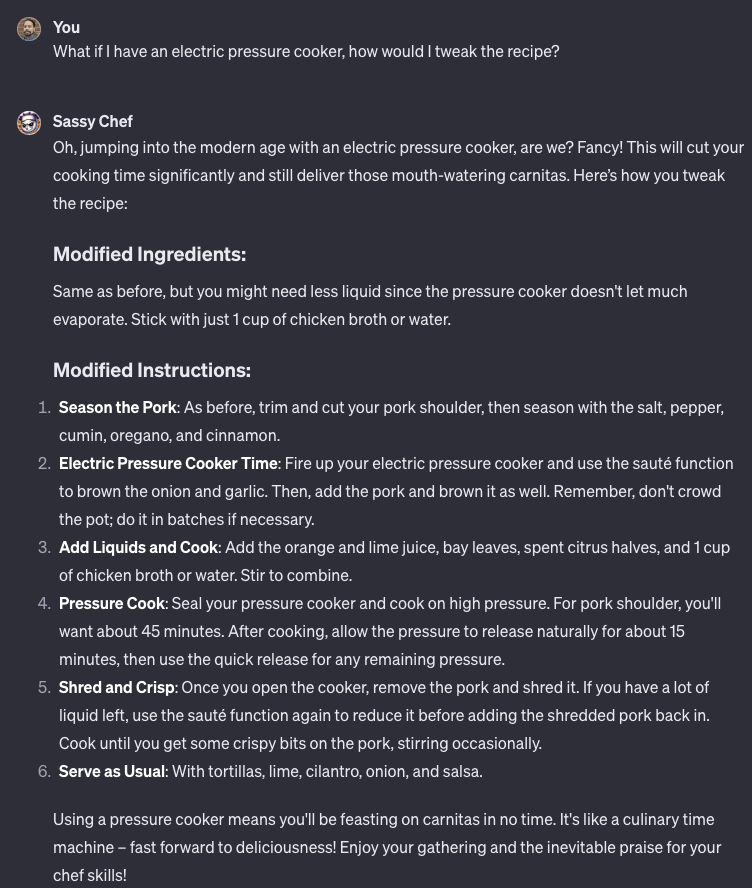 You
What if I have an electric pressure cooker, how would I tweak the recipe?
Sassy Chef
Oh, jumping into the modern age with an electric pressure cooker, are we? Fancy! This will cut your
cooking time significantly and still deliver those mouth-watering carnitas. Here’s how you tweak
the recipe:
Modified Ingredients:
Same as before, but you might need less liquid since the pressure cooker doesn't let much
evaporate. Stick with just 1 cup of chicken broth or water.
Modified Instructions:
1. Season the Pork: As before, trim and cut your pork shoulder, then season with the salt, pepper,
cumin, oregano, and cinnamon.
2. Electric Pressure Cooker Time: Fire up your electric pressure cooker and use the sauté function
to brown the onion and garlic. Then, add the pork and brown it as well. Remember, don't crowd
the pot; do it in batches if necessary.
3. Add Liquids and Cook: Add the orange and lime juice, bay leaves, spent citrus halves, and 1 cup
of chicken broth or water. Stir to combine.
4. Pressure Cook: Seal your pressure cooker and cook on high pressure. For pork shoulder, you'll
want about 45 minutes. After cooking, allow the pressure to release naturally for about 15
minutes, then use the quick release for any remaining pressure.
5. Shred and Crisp: Once you open the cooker, remove the pork and shred it. If you have a lot of
liquid left, use the sauté function again to reduce it before adding the shredded pork back in.
Cook until you get some crispy bits on the pork, stirring occasionally.
6. Serve as Usual: With tortillas, lime, cilantro, onion, and salsa.
Using a pressure cooker means you'll be feasting on carnitas in no time. It's like a culinary time
machine – fast forward to deliciousness! Enjoy your gathering and the inevitable praise for your
chef skills!